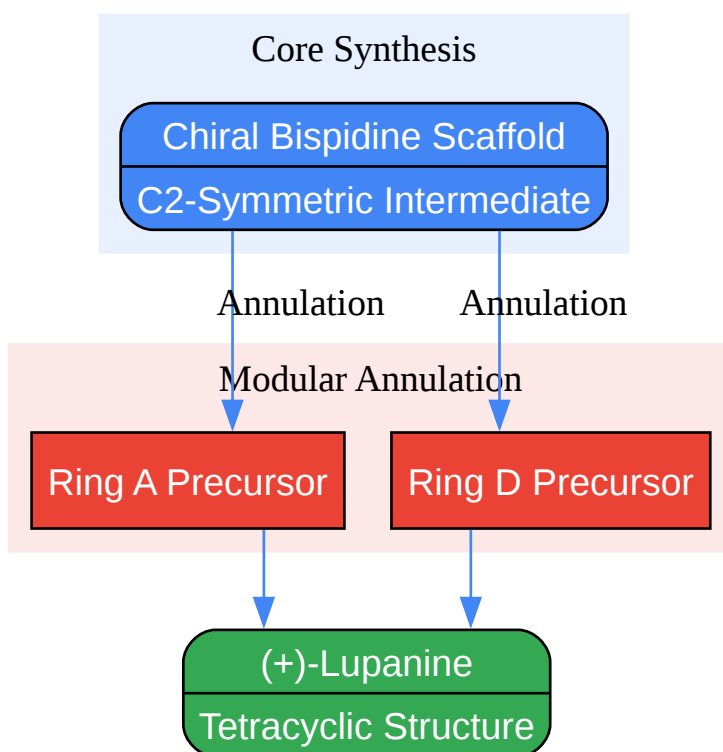 Core Synthesis
Chiral Bispidine Scaffold
C2-Symmetric Intermediate
Annulation
Annulation
Modular Annulation
Ring A Precursor
Ring D Precursor
(+)-Lupanine
Tetracyclic Structure